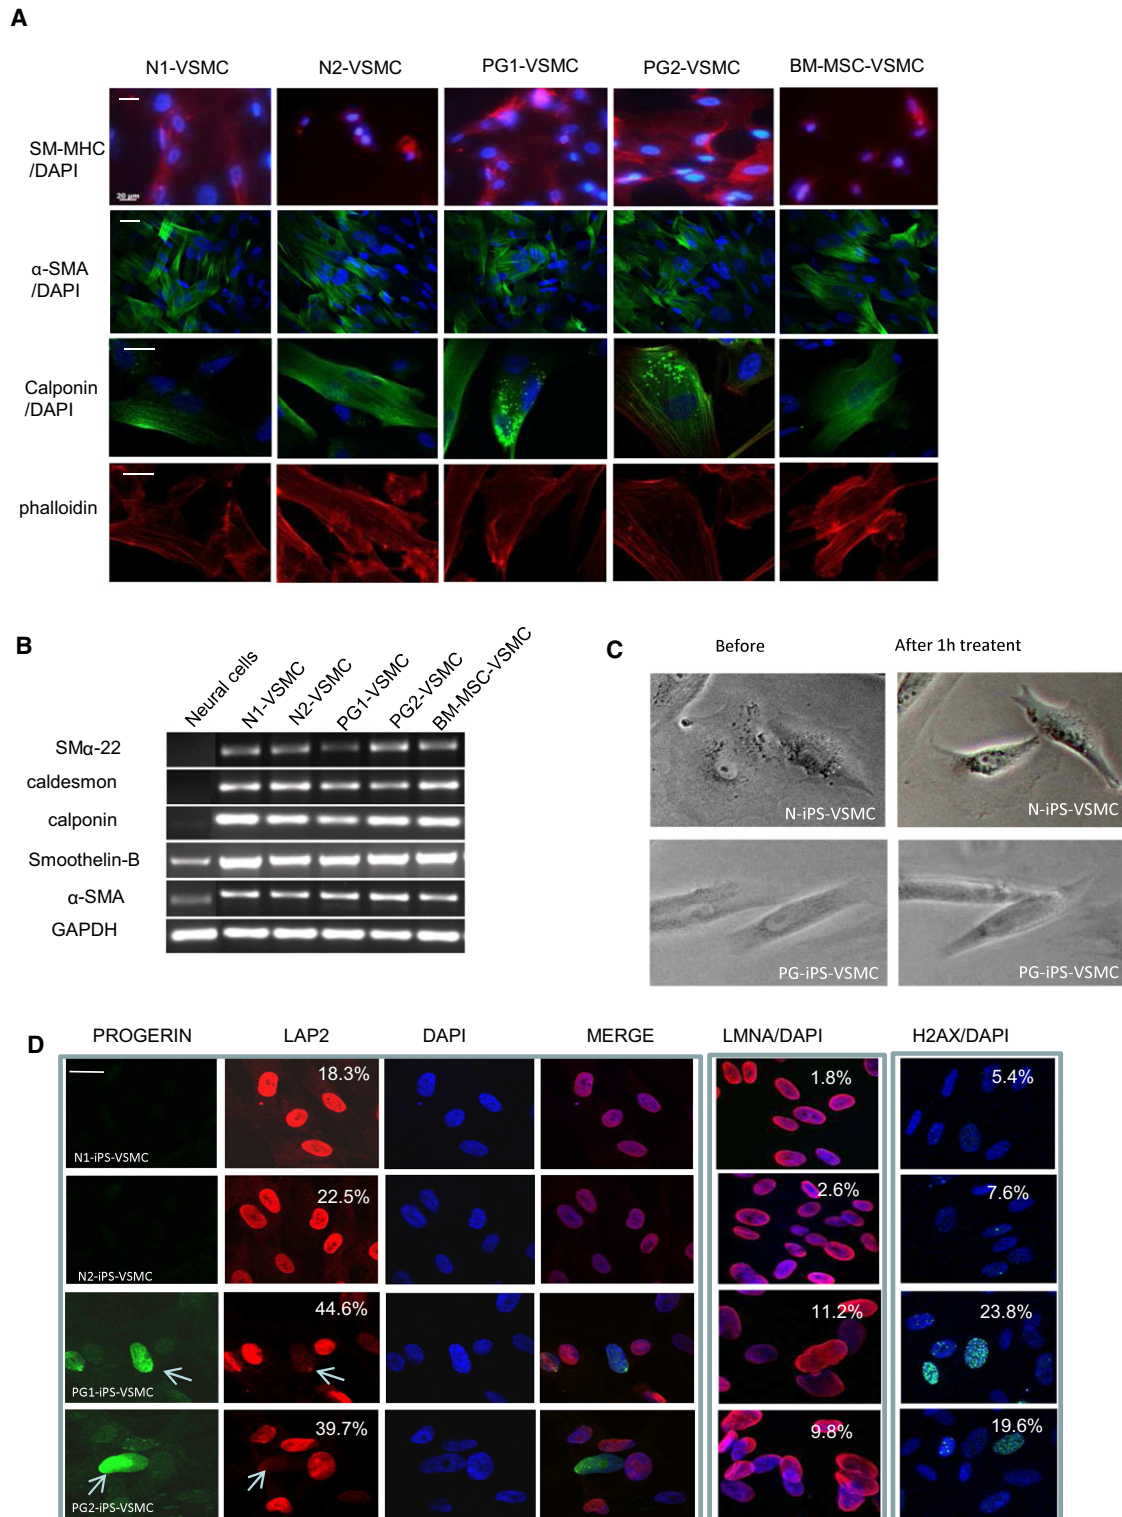 A
N1-VSMC N2-VSMC PG1-VSMC PG2-VSMC BM-MSC-VSMC
SM-MHC
/DAPI
20 µm
α-SMA
/DAPI
Calponin
/DAPI
phalloidin
B
Neural cells N1-VSMC N2-VSMC PG1-VSMC PG2-VSMC BM-MSC-VSMC
SMα-22
caldesmon
calponin
Smoothelin-B
α-SMA
GAPDH
C
Before After 1h treatent
N-iPS-VSMC N-iPS-VSMC
PG-iPS-VSMC PG-iPS-VSMC
D
PROGERIN LAP2 DAPI MERGE LMNA/DAPI H2AX/DAPI
18.3% 1.8% 5.4%
N1-iPS-VSMC
22.5% 2.6% 7.6%
N2-iPS-VSMC
44.6% 11.2% 23.8%
PG1-iPS-VSMC
39.7% 9.8% 19.6%
PG2-iPS-VSMC